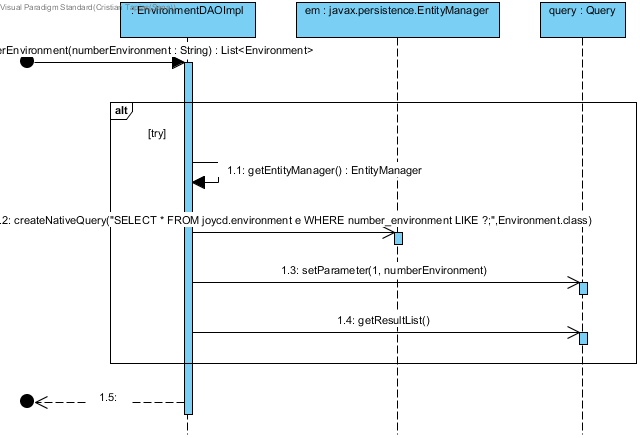 Visual Paradigm Standard(Cristian
: EnvironmentDAOImpl
em : javax.persistence.EntityManager
query : Query
erEnvironment(numberEnvironment : String) : List<Environment>
alt
[try]
1.1: getEntityManager() : EntityManager
.2: createNativeQuery("SELECT * FROM joycd.environment e WHERE number_environment LIKE ?;",Environment.class)
1.3: setParameter(1, numberEnvironment)
1.4: getResultList()
1.5: